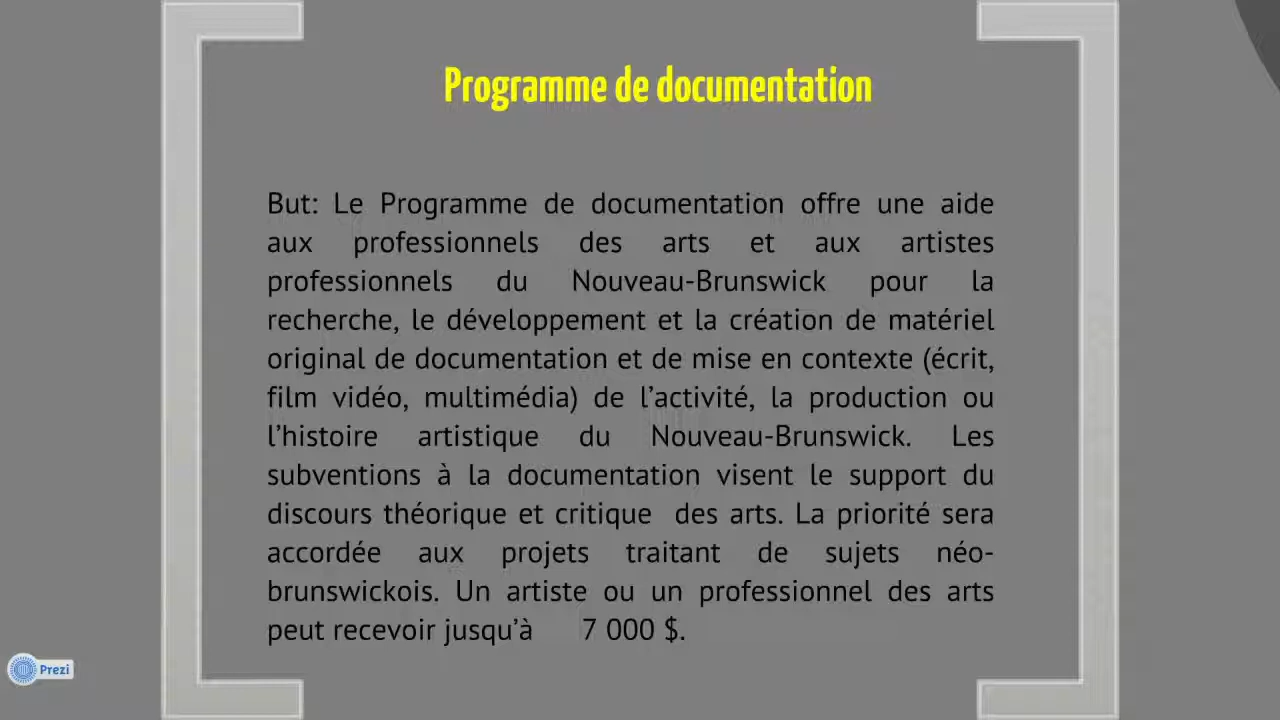 Programme de documentation
But: Le Programme de documentation offre une aide
aux professionnels des arts et aux artistes
professionnels du Nouveau-Brunswick pour la
recherche, le développement et la création de matériel
original de documentation et de mise en contexte (écrit,
film vidéo, multimédia) de l’activité, la production ou
l’histoire artistique du Nouveau-Brunswick. Les
subventions à la documentation visent le support du
discours théorique et critique des arts. La priorité sera
accordée aux projets traitant de sujets néo-
brunswickois. Un artiste ou un professionnel des arts
peut recevoir jusqu’à 7 000 $.
Prezi